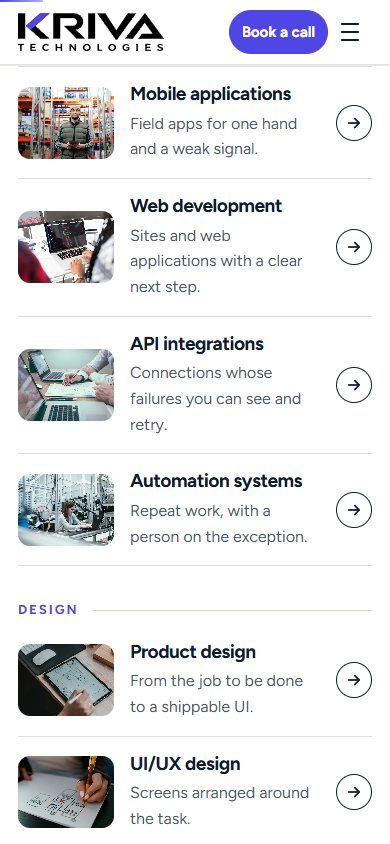 KRIVA
TECHNOLOGIES
Book a call
Mobile applications
Field apps for one hand
and a weak signal.
Web development
Sites and web
applications with a clear
next step.
API integrations
Connections whose
failures you can see and
retry.
Automation systems
Repeat work, with a
person on the exception.
DESIGN
Product design
From the job to be done
to a shippable UI.
UI/UX design
Screens arranged around
the task.